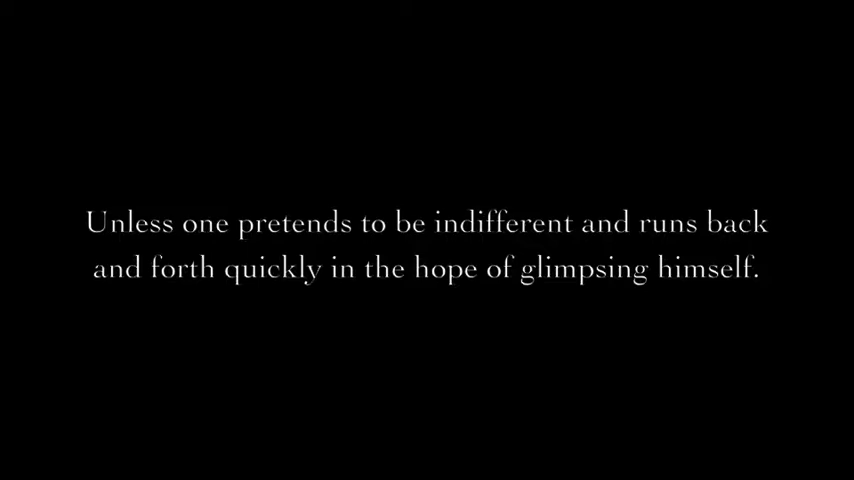 Unless one pretends to be indifferent and runs back
and forth quickly in the hope of glimpsing himself.